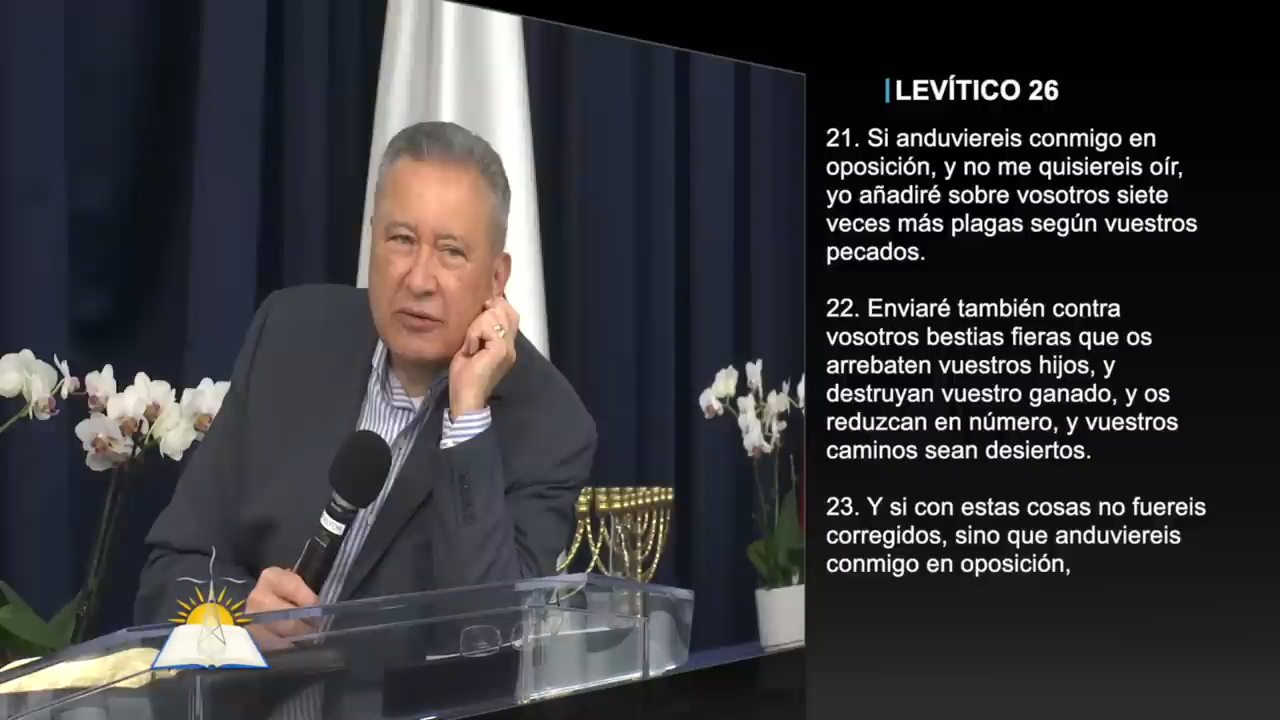 LEVÍTICO 26
21. Si anduviereis conmigo en
oposición, y no me quisiereis oír,
yo añadiré sobre vosotros siete
veces más plagas según vuestros
pecados.
22. Enviaré también contra
vosotros bestias fieras que os
arrebaten vuestros hijos, y
destruyan vuestro ganado, y os
reduzcan en número, y vuestros
caminos sean desiertos.
23. Y si con estas cosas no fuereis
corregidos, sino que anduviereis
conmigo en oposición,